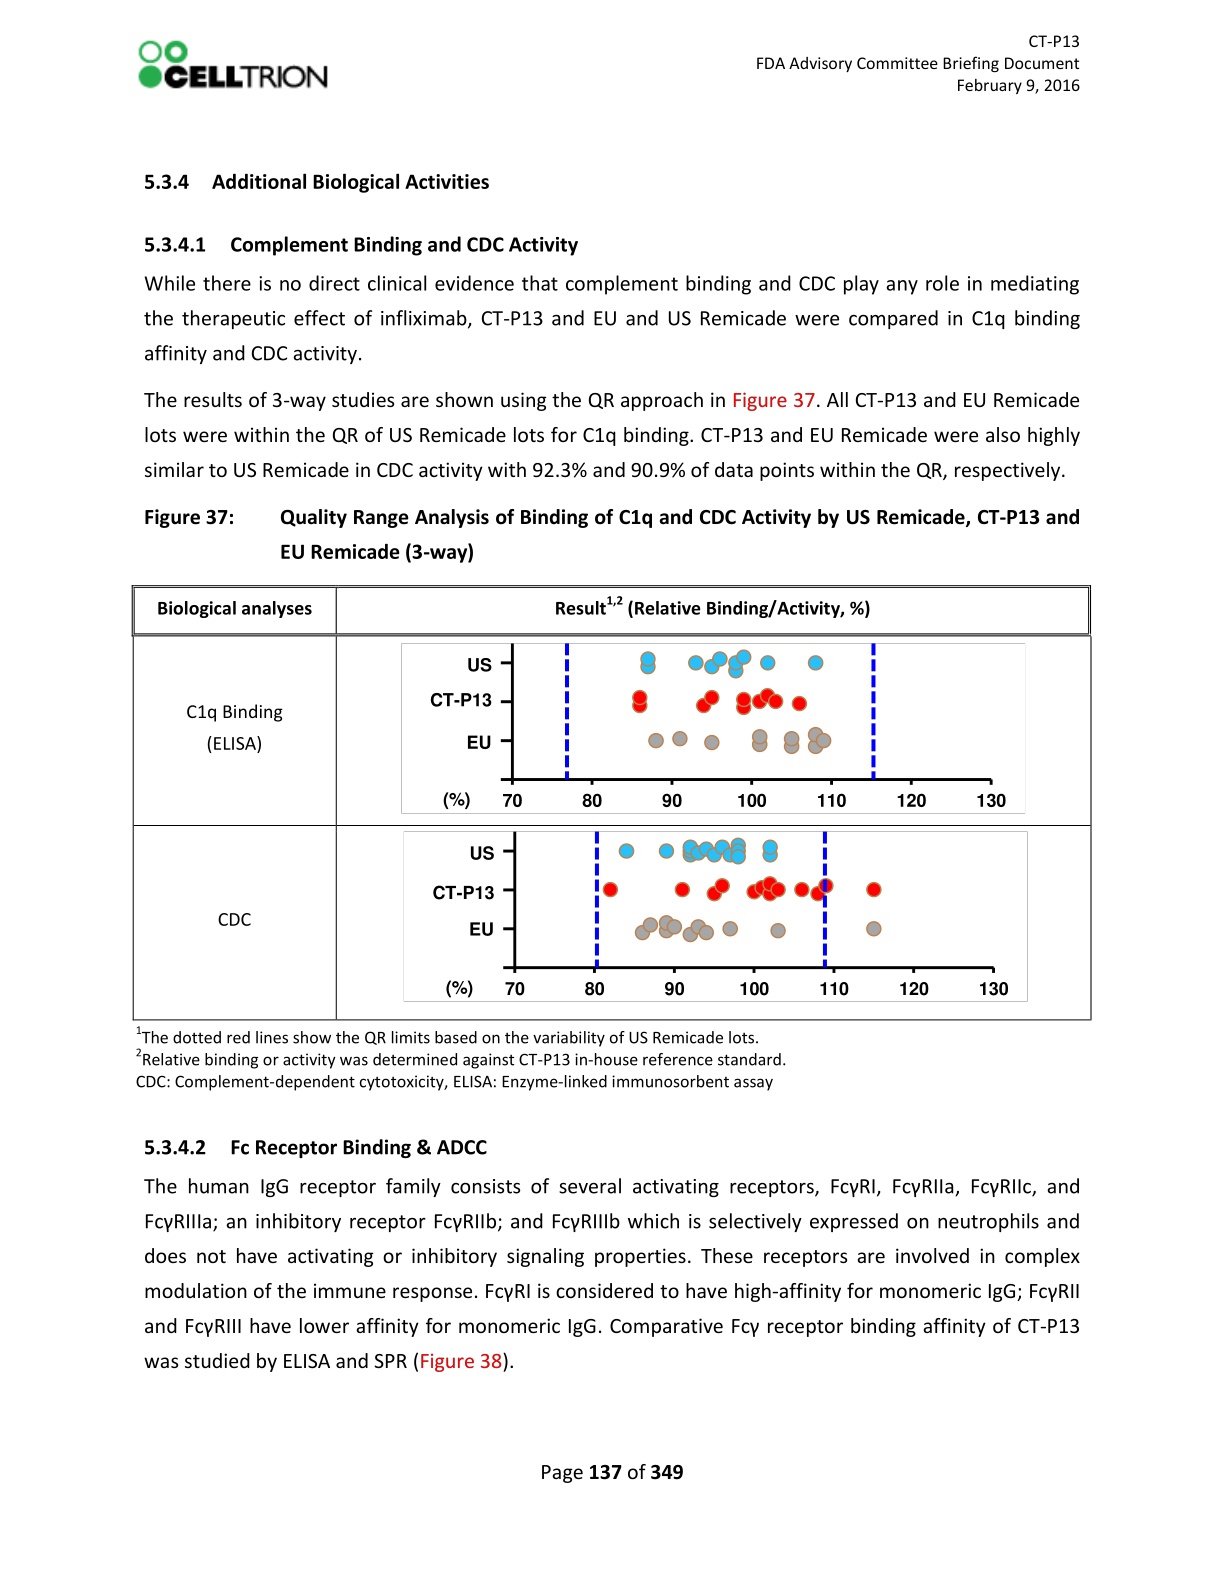 CELLTRION
CT-P13
FDA Advisory Committee Briefing Document
February 9, 2016
5.3.4 Additional Biological Activities
5.3.4.1 Complement Binding and CDC Activity
While there is no direct clinical evidence that complement binding and CDC play any role in mediating
the therapeutic effect of infliximab, CT-P13 and EU and US Remicade were compared in C1q binding
affinity and CDC activity.
The results of 3-way studies are shown using the QR approach in Figure 37. All CT-P13 and EU Remicade
lots were within the QR of US Remicade lots for C1q binding. CT-P13 and EU Remicade were also highly
similar to US Remicade in CDC activity with 92.3% and 90.9% of data points within the QR, respectively.
Figure 37: Quality Range Analysis of Binding of C1q and CDC Activity by US Remicade, CT-P13 and
EU Remicade (3-way)
Biological analyses Result1,2 (Relative Binding/Activity, %)
C1q Binding
(ELISA)
US
CT-P13
EU
(%) 70 80 90 100 110 120 130
CDC
US
CT-P13
EU
(%) 70 80 90 100 110 120 130
1The dotted red lines show the QR limits based on the variability of US Remicade lots.
2Relative binding or activity was determined against CT-P13 in-house reference standard.
CDC: Complement-dependent cytotoxicity, ELISA: Enzyme-linked immunosorbent assay
5.3.4.2 Fc Receptor Binding & ADCC
The human IgG receptor family consists of several activating receptors, FcγRI, FcγRIIa, FcγRIIc, and
FcγRIIIa; an inhibitory receptor FcγRIIb; and FcγRIIIb which is selectively expressed on neutrophils and
does not have activating or inhibitory signaling properties. These receptors are involved in complex
modulation of the immune response. FcγRI is considered to have high-affinity for monomeric IgG; FcγRII
and FcγRIII have lower affinity for monomeric IgG. Comparative Fcγ receptor binding affinity of CT-P13
was studied by ELISA and SPR (Figure 38).
Page 137 of 349